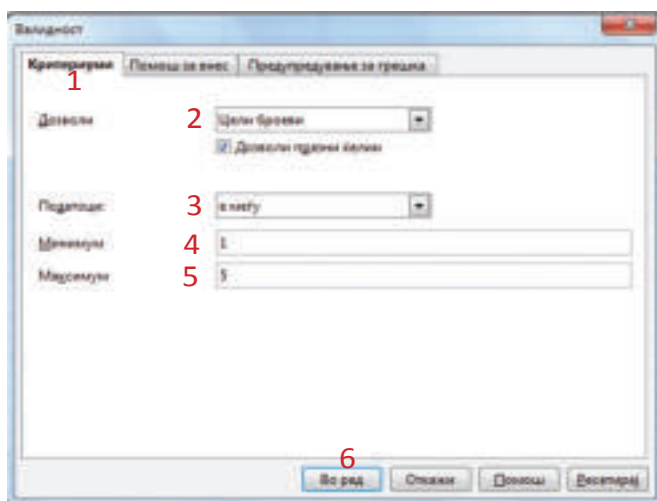 Валидност
Критериуми Помош за внес Предупредување за грешка
1
Дозволи 2 Цели броеви
Дозволи празни ќелии
Податоци: 3 е меѓу
Минимум 4 1
Максимум 5 5
6
Во ред Откажи Помош Ресетирај